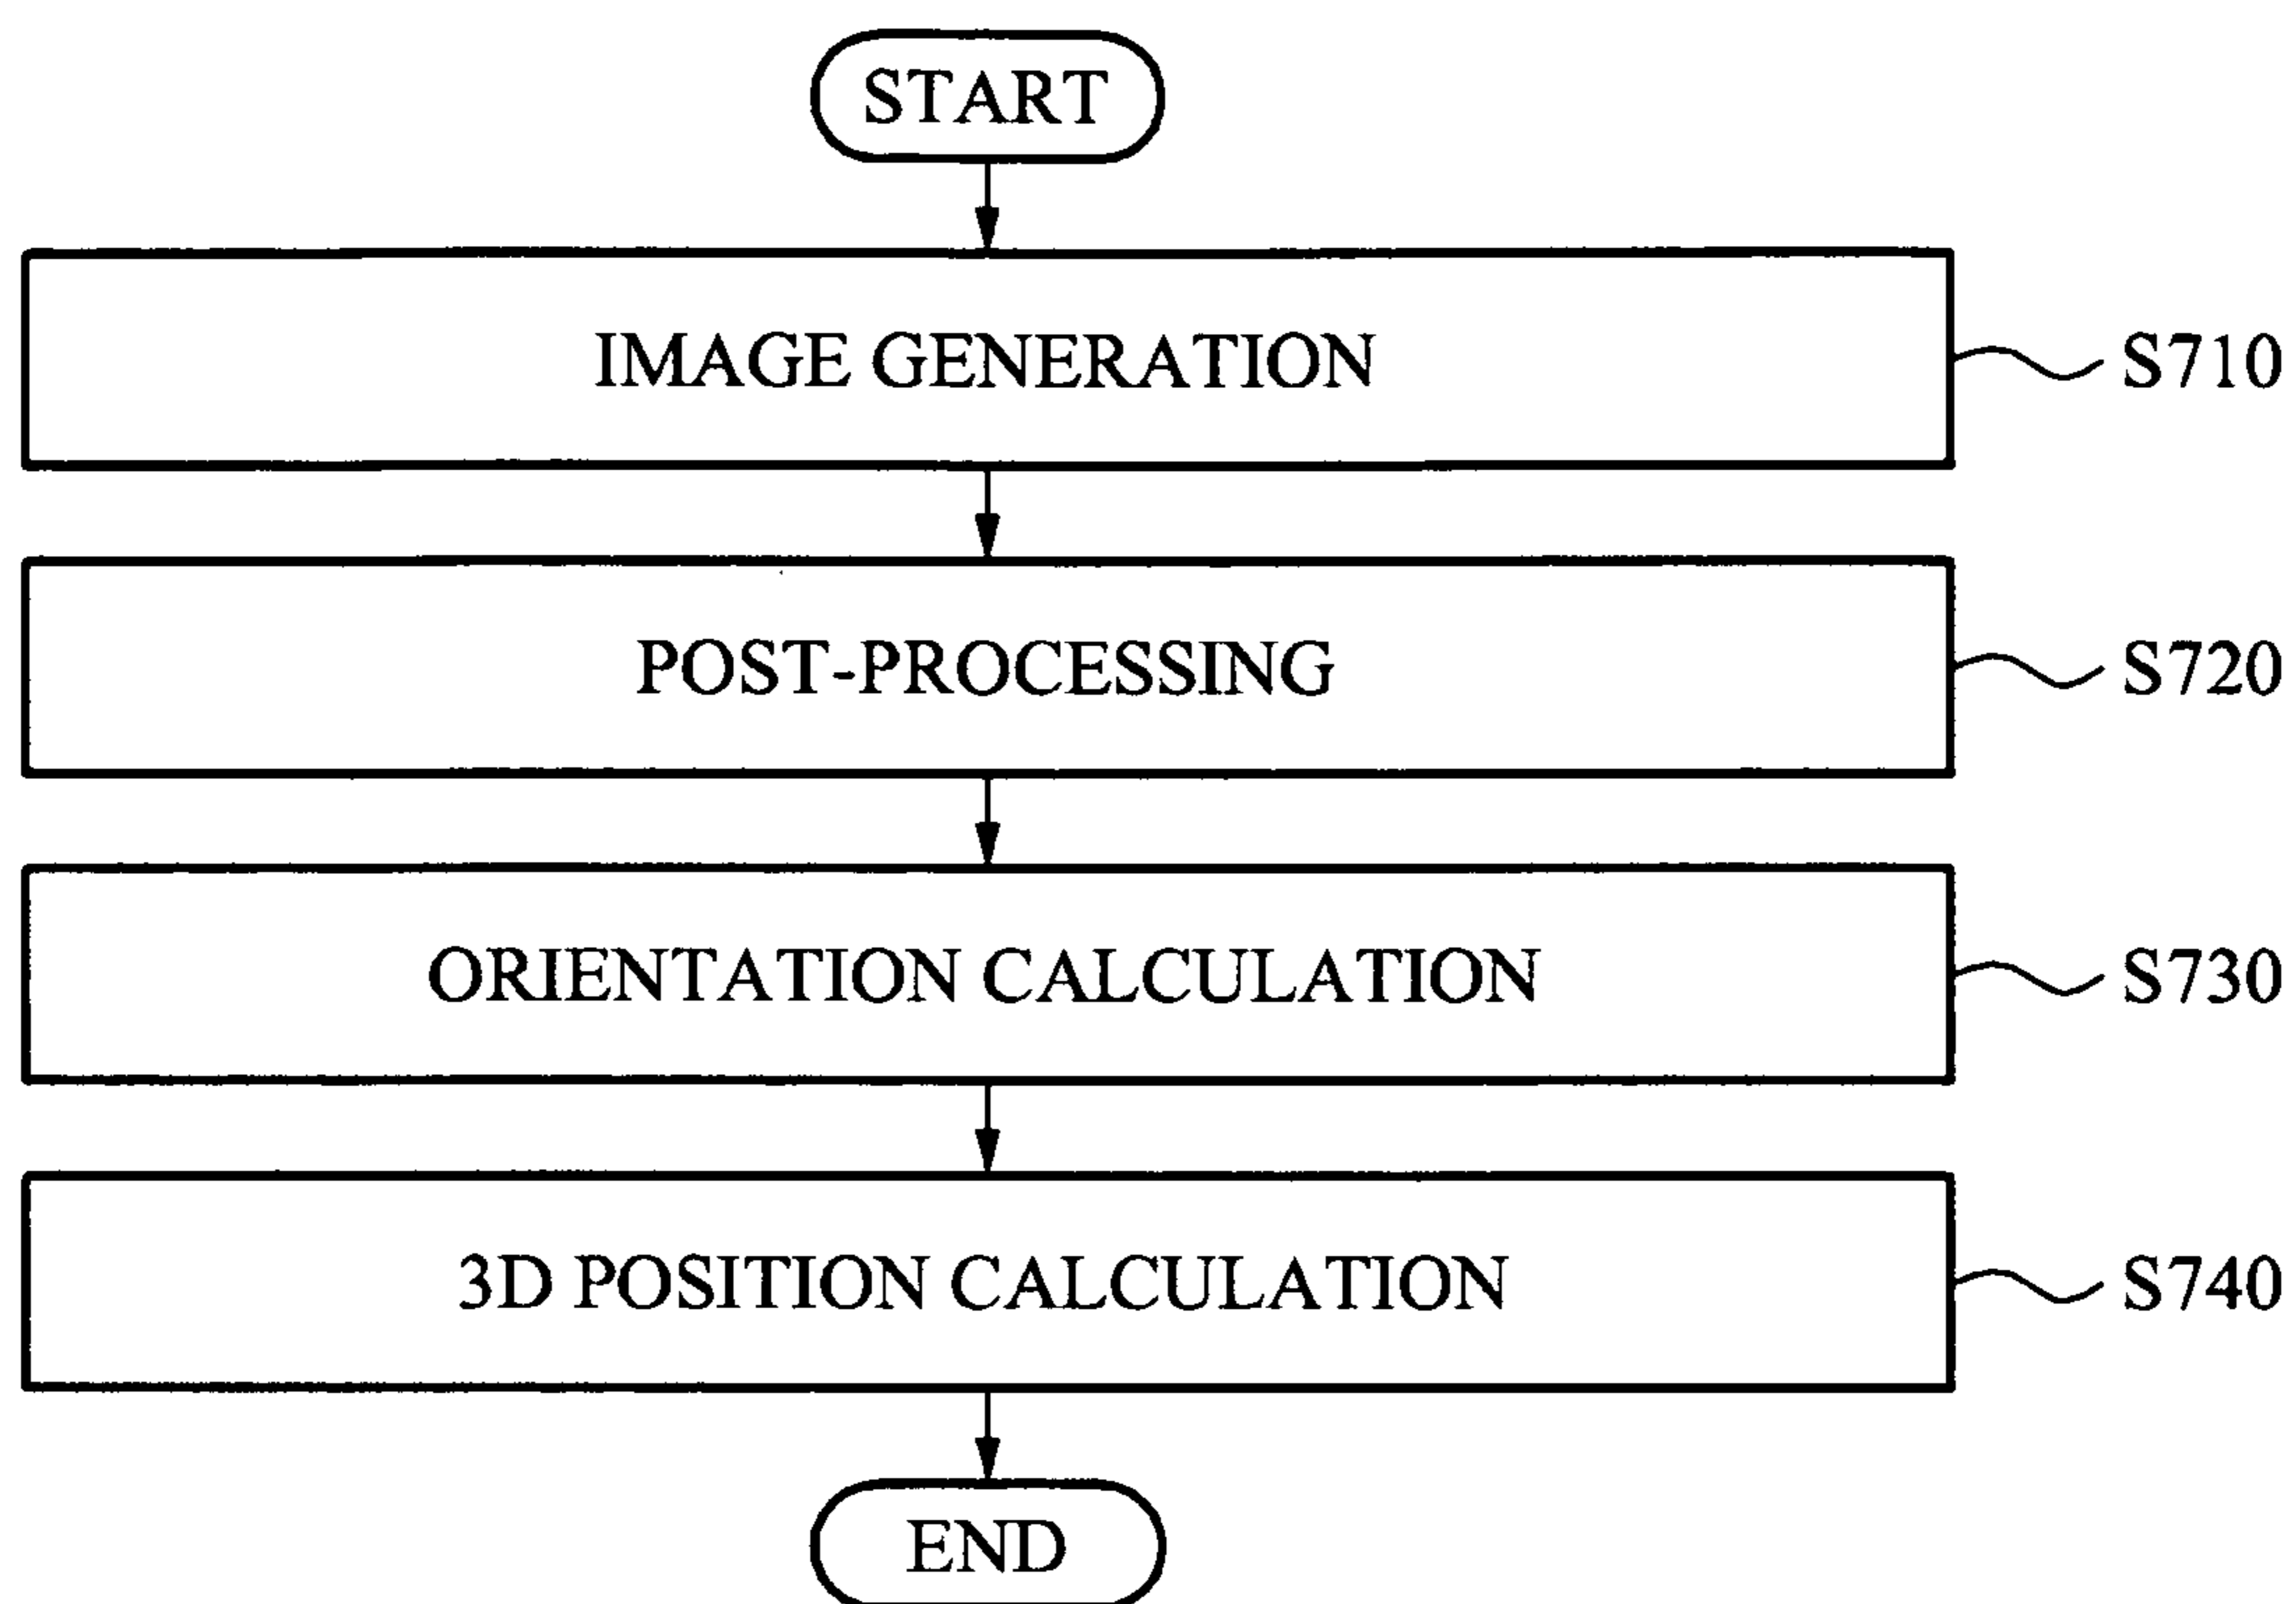 START
IMAGE GENERATION
S710
POST-PROCESSING
S720
ORIENTATION CALCULATION
S730
3D POSITION CALCULATION
S740
END